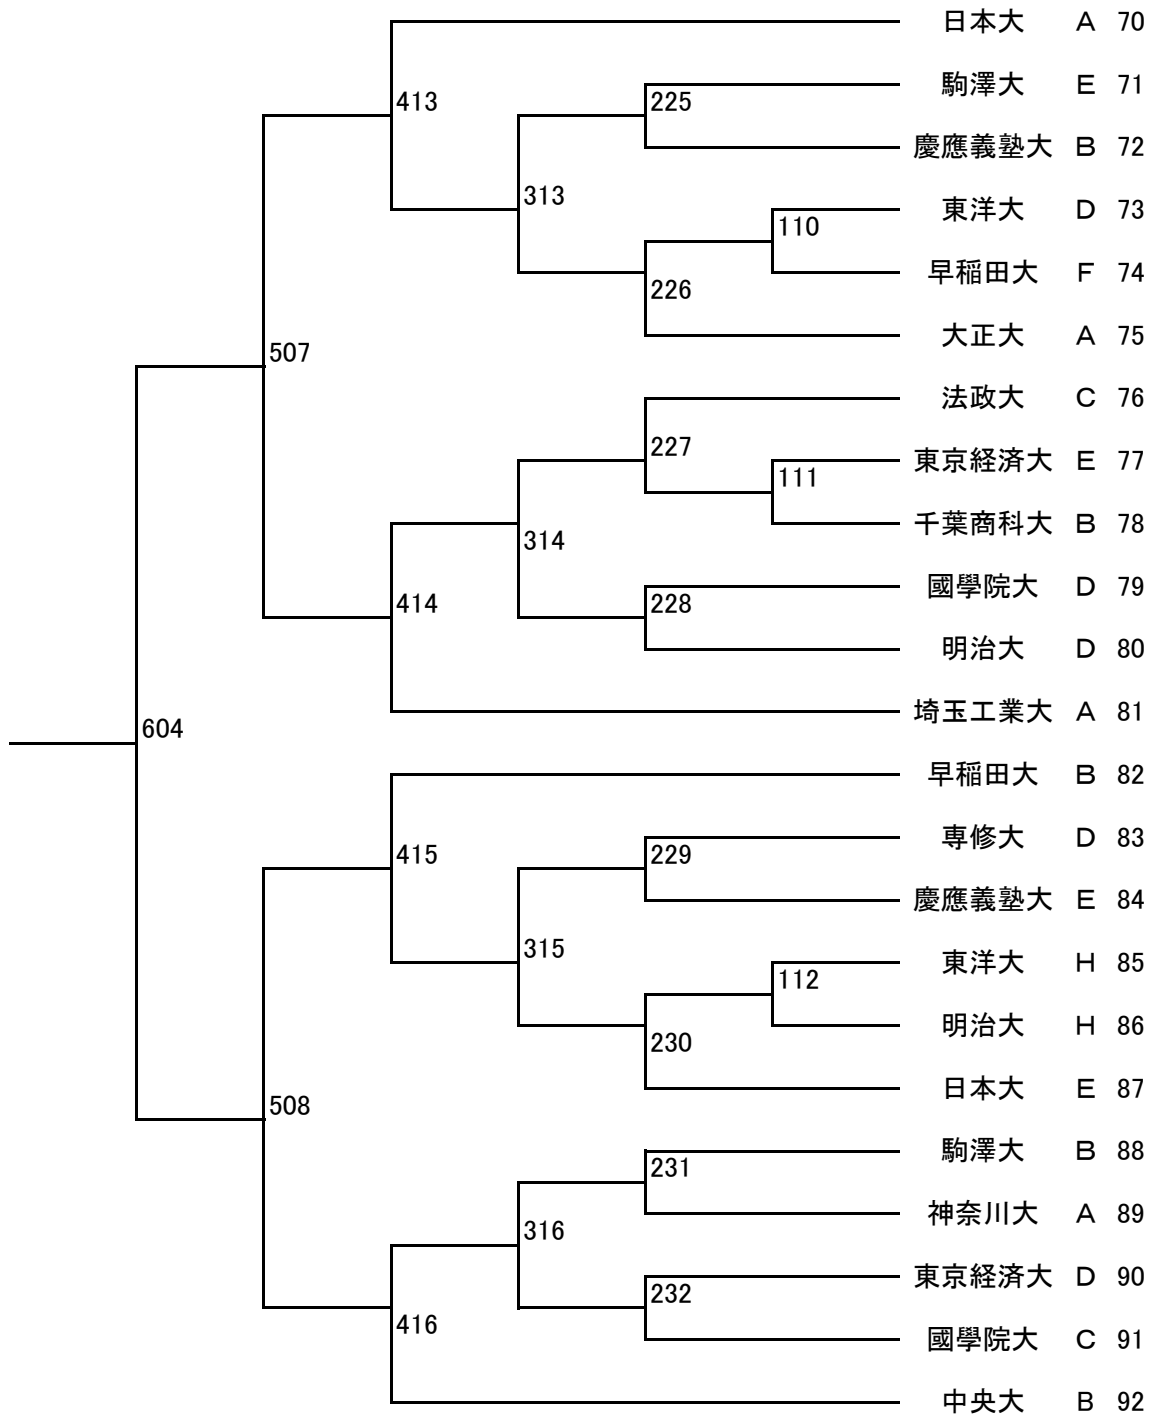 日本大 A 70
413
駒澤大 E 71
225
慶應義塾大 B 72
313
東洋大 D 73
110
早稲田大 F 74
226
大正大 A 75
507
法政大 C 76
227
東京経済大 E 77
111
千葉商科大 B 78
314
國學院大 D 79
414
228
明治大 D 80
埼玉工業大 A 81
604
早稲田大 B 82
専修大 D 83
415
229
慶應義塾大 E 84
315
東洋大 H 85
112
明治大 H 86
230
日本大 E 87
508
駒澤大 B 88
231
神奈川大 A 89
316
東京経済大 D 90
232
416
國學院大 C 91
中央大 B 92